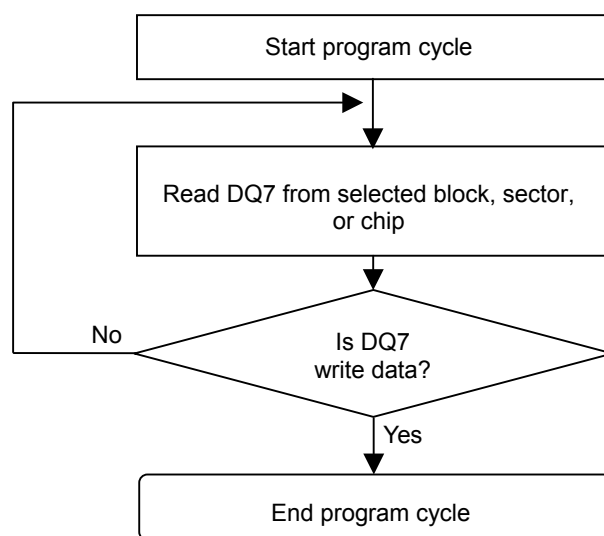 Start program cycle
Read DQ7 from selected block, sector,
or chip
No
Is DQ7
write data?
Yes
End program cycle